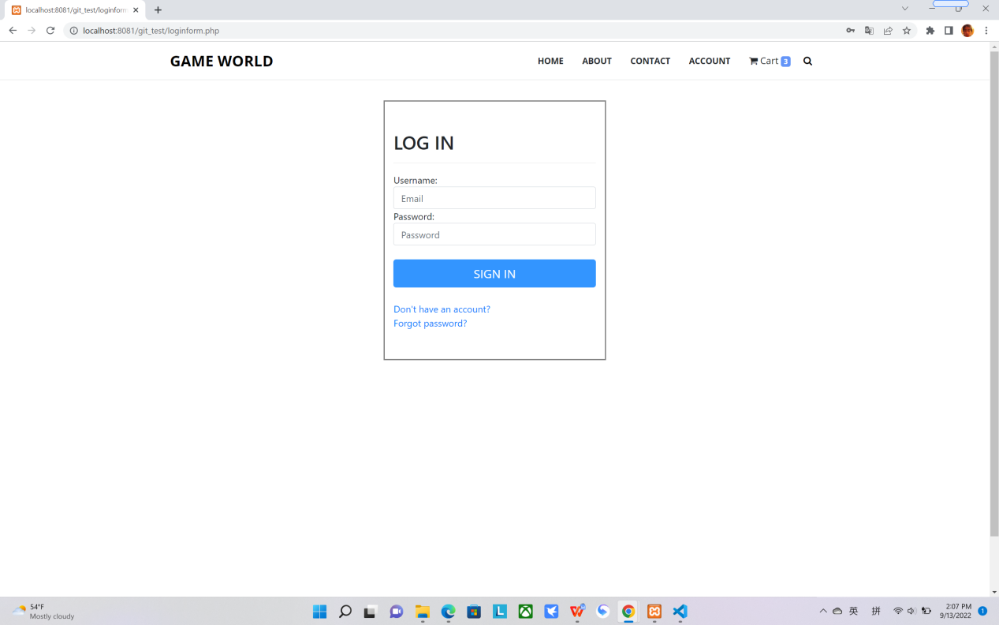 localhost:8081/git_test/loginform
localhost:8081/git_test/loginform.php
GAME WORLD
HOME ABOUT CONTACT ACCOUNT Cart 3
LOG IN
Username:
Email
Password:
Password
SIGN IN
Don't have an account?
Forgot password?
54°F
Mostly cloudy
英 拼
2:07 PM
9/13/2022
1